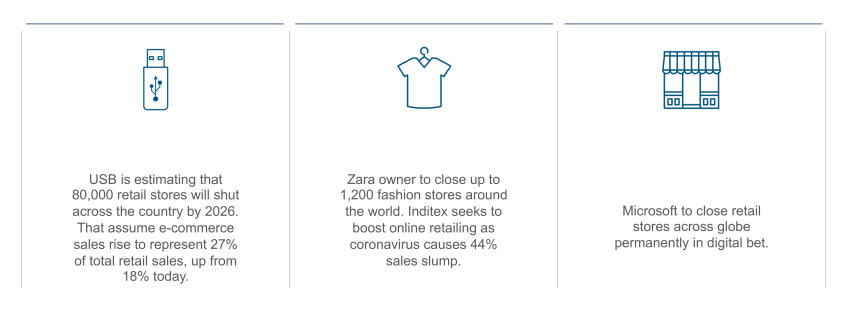 USB is estimating that
80,000 retail stores will shut
across the country by 2026.
That assume e-commerce
sales rise to represent 27%
of total retail sales, up from
18% today.
Zara owner to close up to
1,200 fashion stores around
the world. Inditex seeks to
boost online retailing as
coronavirus causes 44%
sales slump.
Microsoft to close retail
stores across globe
permanently in digital bet.